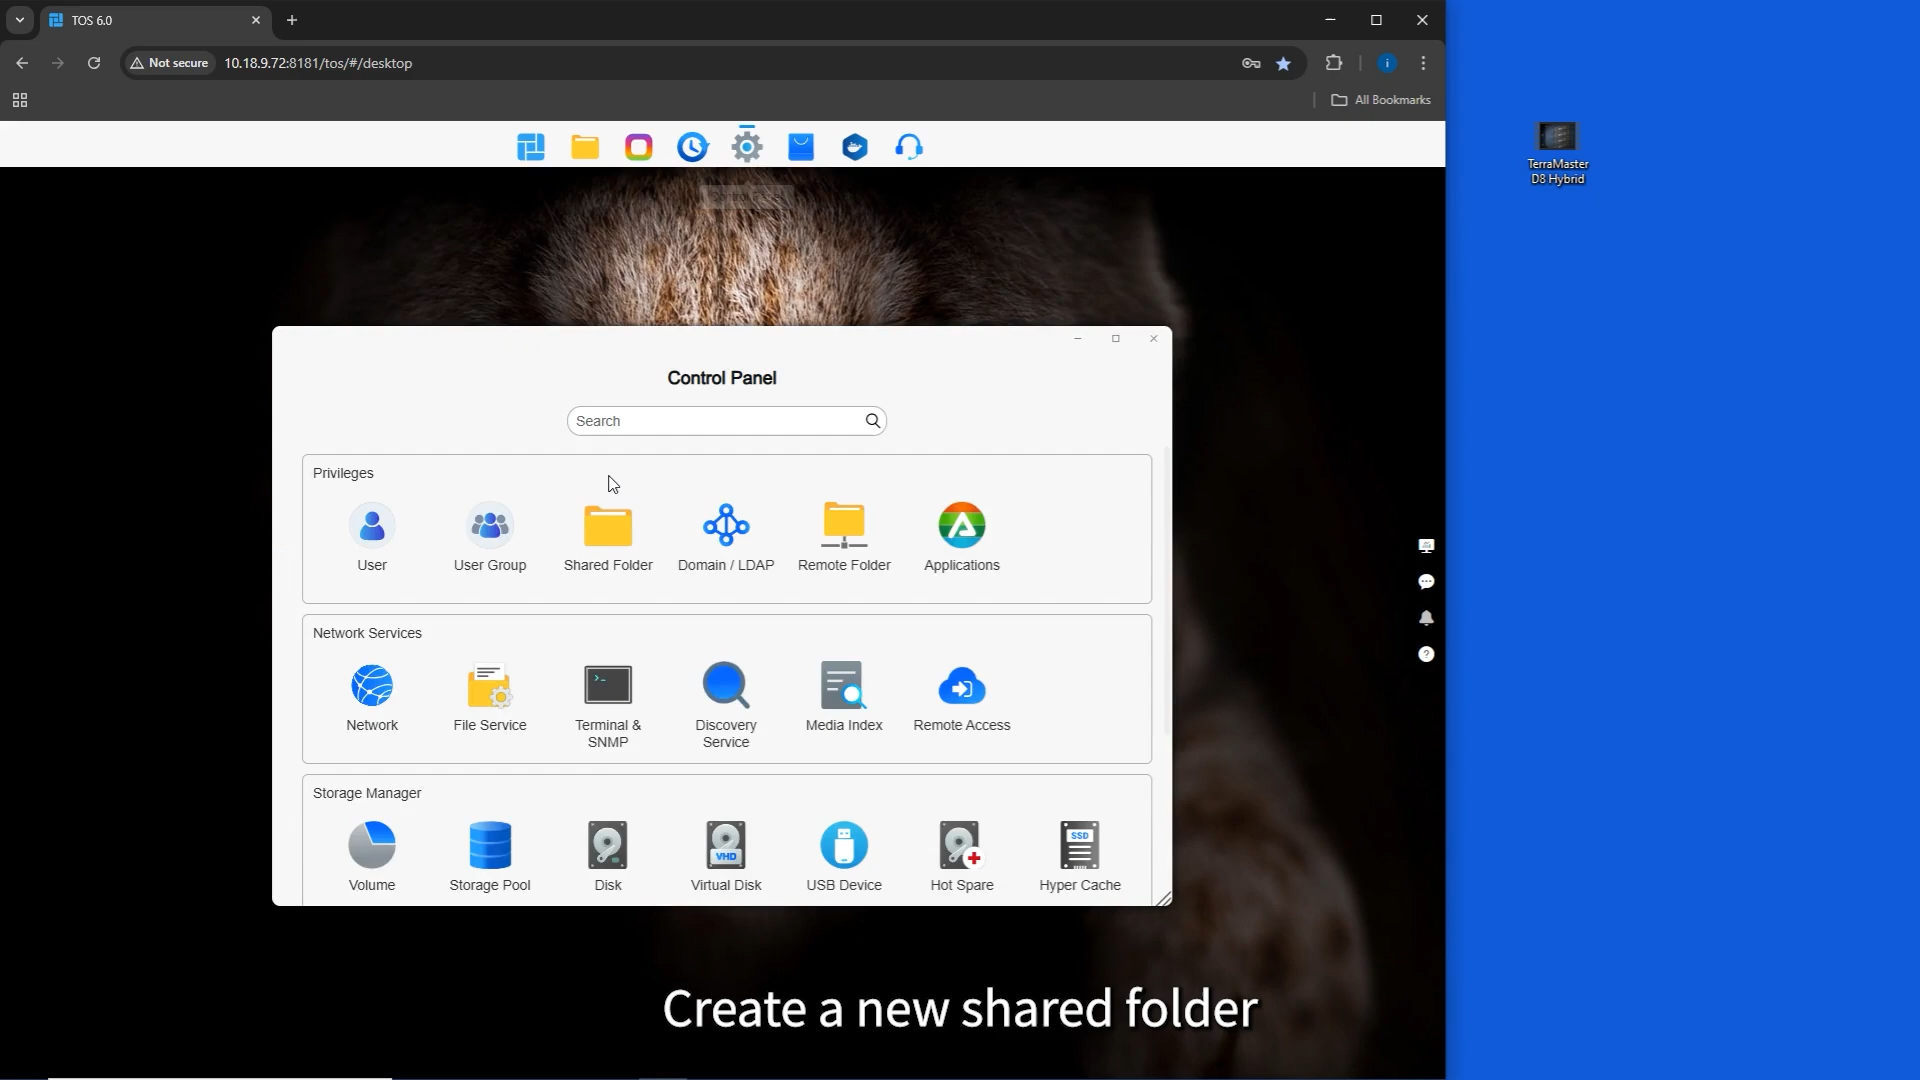 TOS 6.0
Not secure
10.18.9.72:8181/tos/#/desktop
i
All Bookmarks
TerraMaster
D8 Hybrid
Control Panel
Search
Privileges
User
User Group
Shared Folder
Domain / LDAP
Remote Folder
Applications
Network Services
Network
File Service
Terminal &
SNMP
Discovery
Service
Media Index
Remote Access
Storage Manager
VHD
SSD
Volume
Storage Pool
Disk
Virtual Disk
USB Device
Hot Spare
Hyper Cache
Create a new shared folder